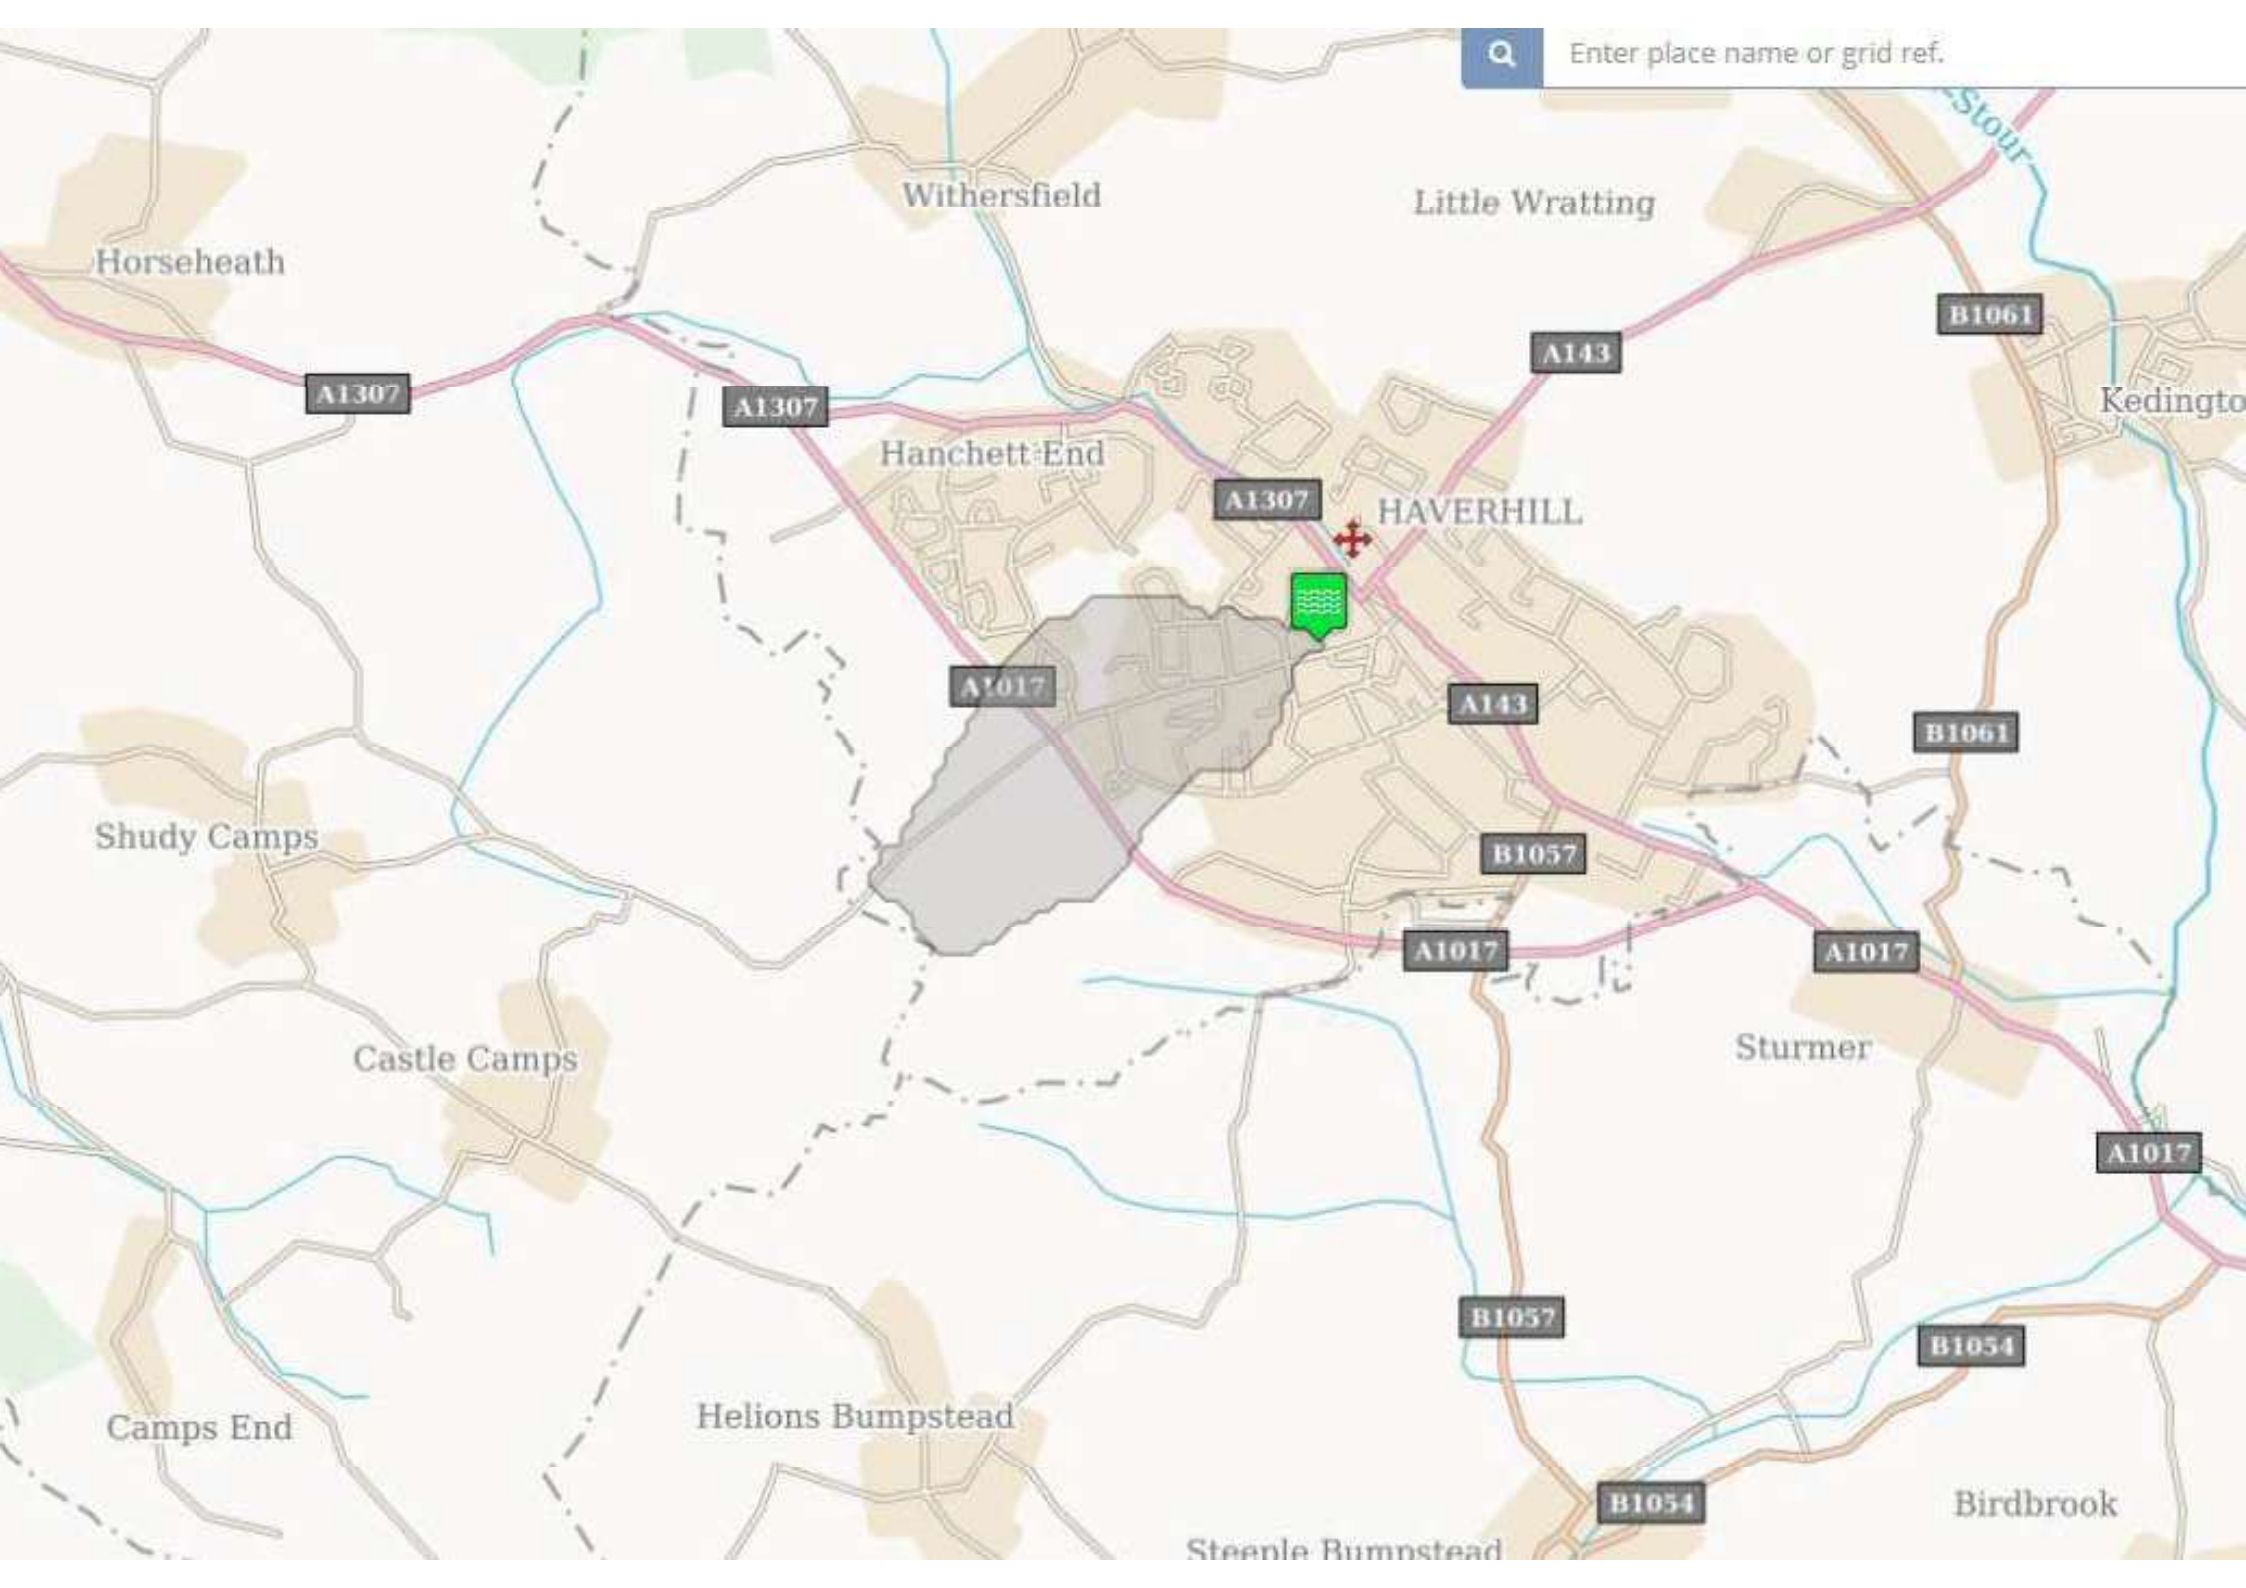 Enter place name or grid ref.
Stour
Withersfield
Little Wratting
Horseheath
B1061
A143
A1307
A1307
Kedingto
Hanchett End
A1307
HAVERHILL
A1017
A143
B1061
Shudy Camps
B1057
A1017
A1017
Castle Camps
Sturmer
A1017
B1057
B1054
Helions Bumpstead
Camps End
B1054
Birdbrook
Steeple Bumpstead